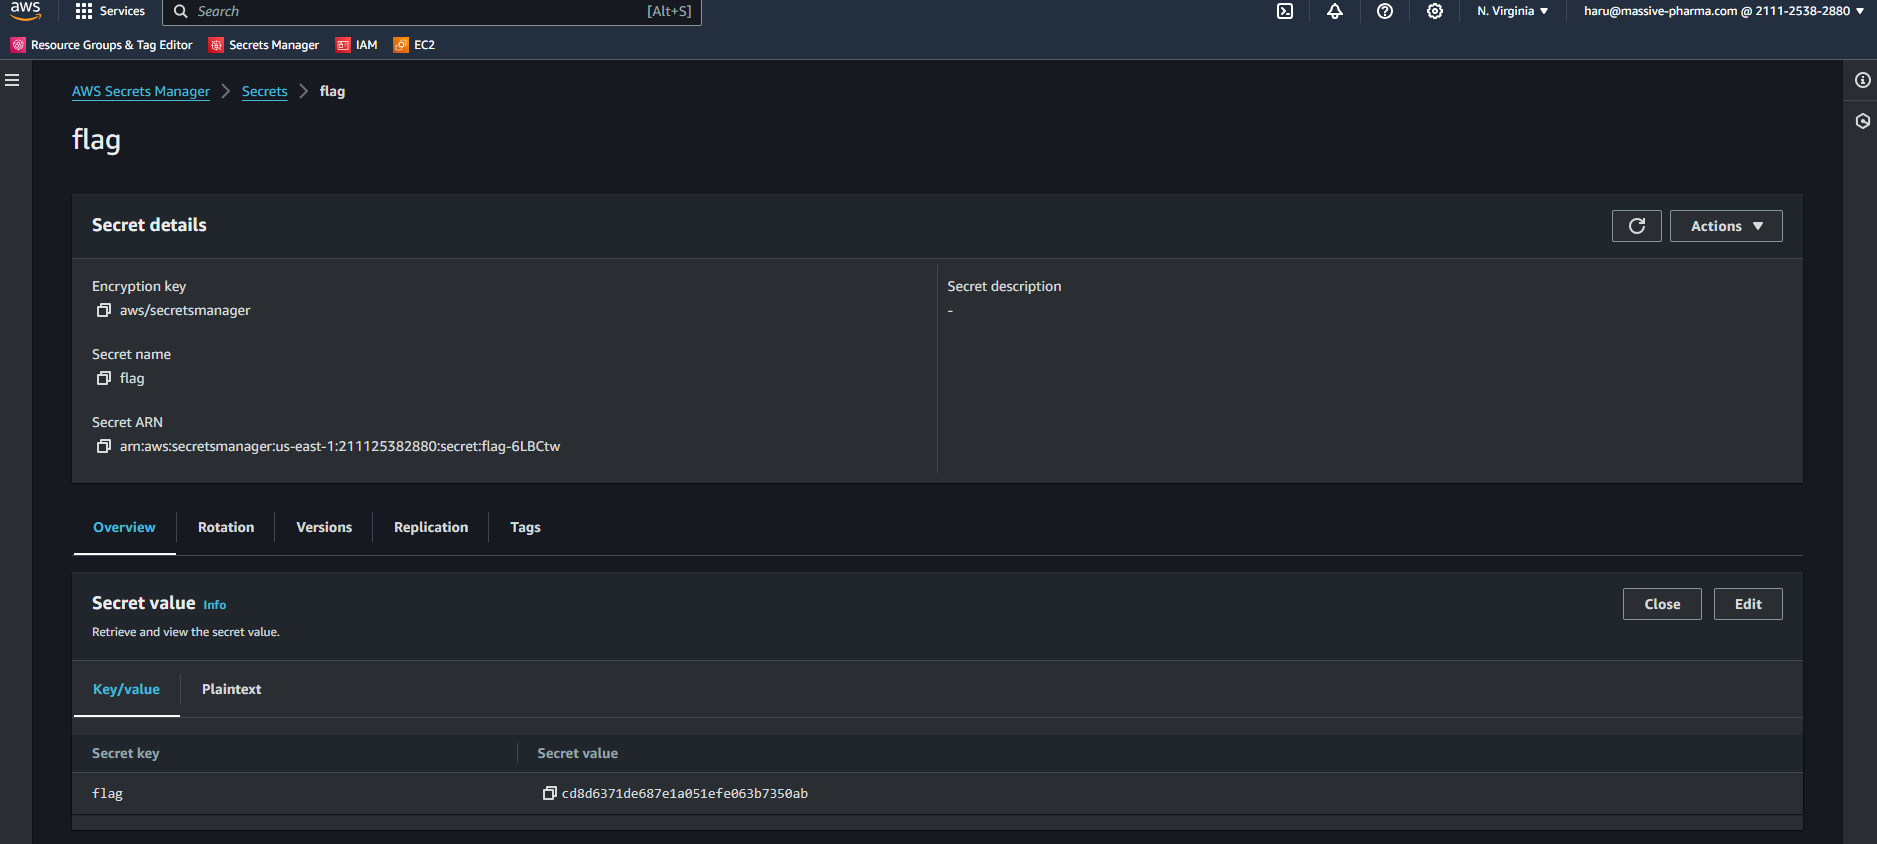 aws Services Search [Alt+S] N. Virginia haru@massive-pharma.com @ 2111-2538-2880
Resource Groups & Tag Editor Secrets Manager IAM EC2
AWS Secrets Manager Secrets flag
flag
Secret details Actions
Encryption key Secret description
aws/secretsmanager -
Secret name
flag
Secret ARN
arn:aws:secretsmanager:us-east-1:211125382880:secret:flag-6LBCtw
Overview Rotation Versions Replication Tags
Secret value Info Close Edit
Retrieve and view the secret value.
Key/value Plaintext
Secret key Secret value
flag cd8d6371de687e1a051efe063b7350ab